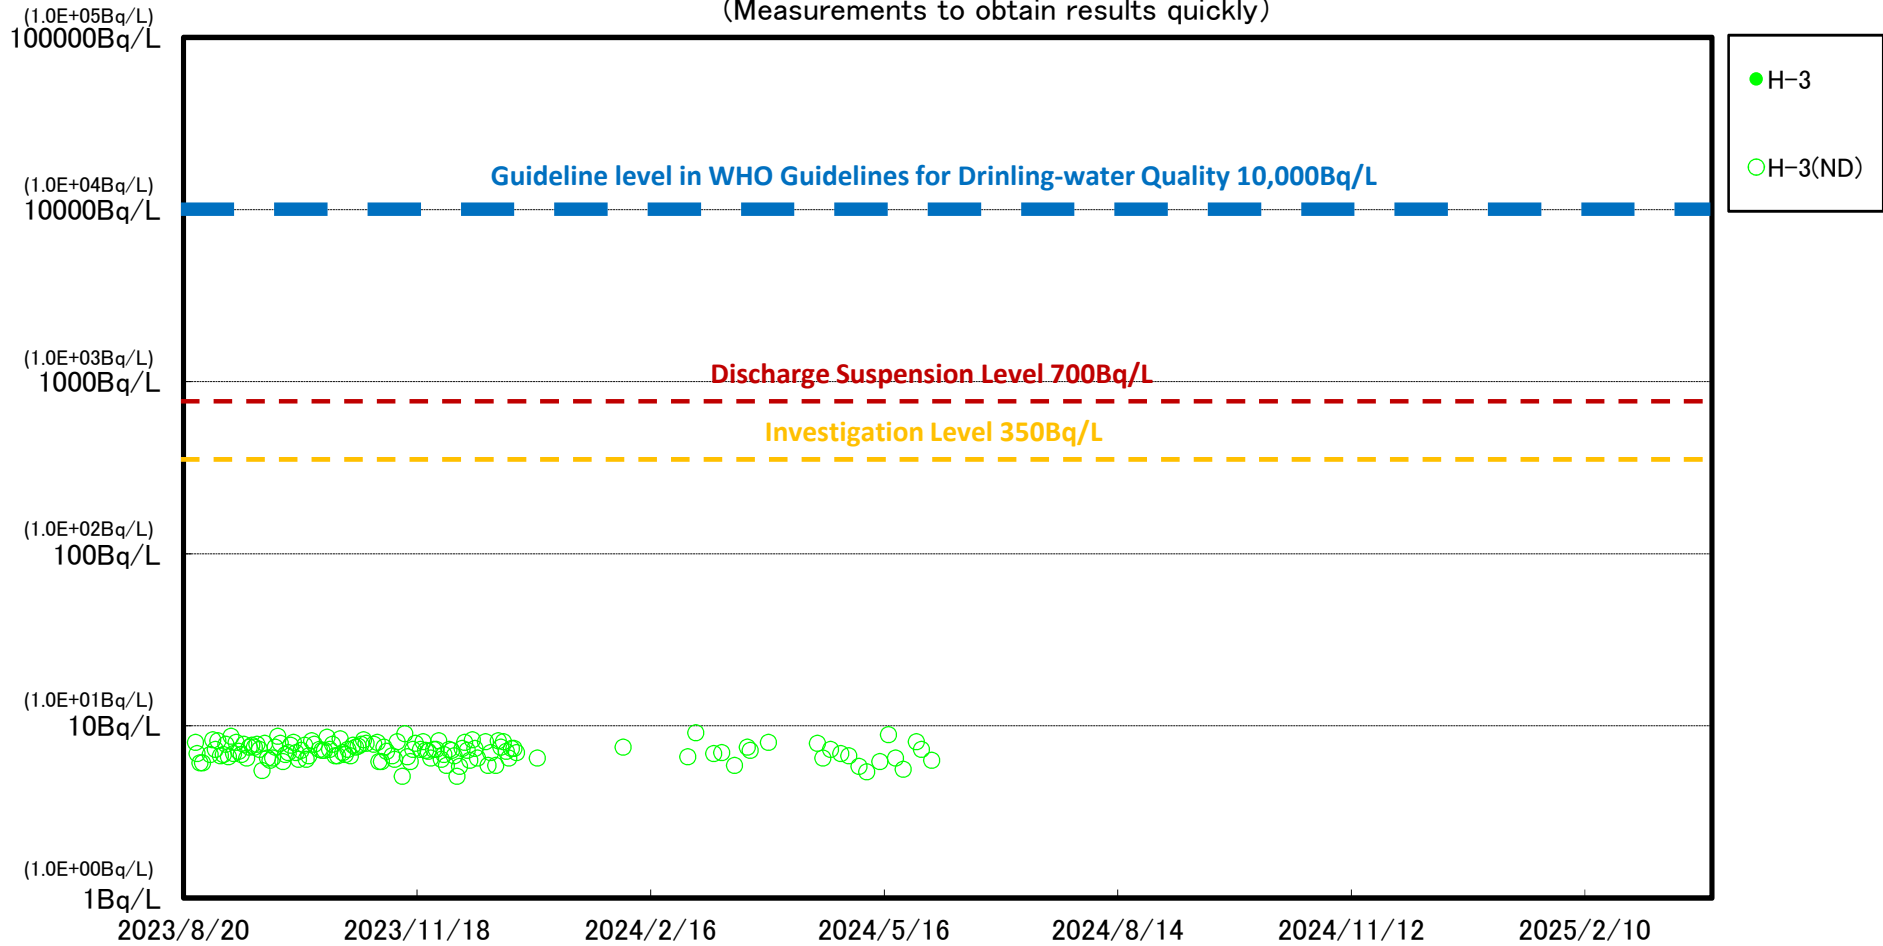 (Measurements to obtain results quickly)
(1.0E+05Bq/L)
100000Bq/L
H-3
H-3(ND)
Guideline level in WHO Guidelines for Drinling-water Quality 10,000Bq/L
(1.0E+04Bq/L)
10000Bq/L
(1.0E+03Bq/L)
1000Bq/L
Discharge Suspension Level 700Bq/L
Investigation Level 350Bq/L
(1.0E+02Bq/L)
100Bq/L
(1.0E+01Bq/L)
10Bq/L
(1.0E+00Bq/L)
1Bq/L
2023/8/20 2023/11/18 2024/2/16 2024/5/16 2024/8/14 2024/11/12 2025/2/10